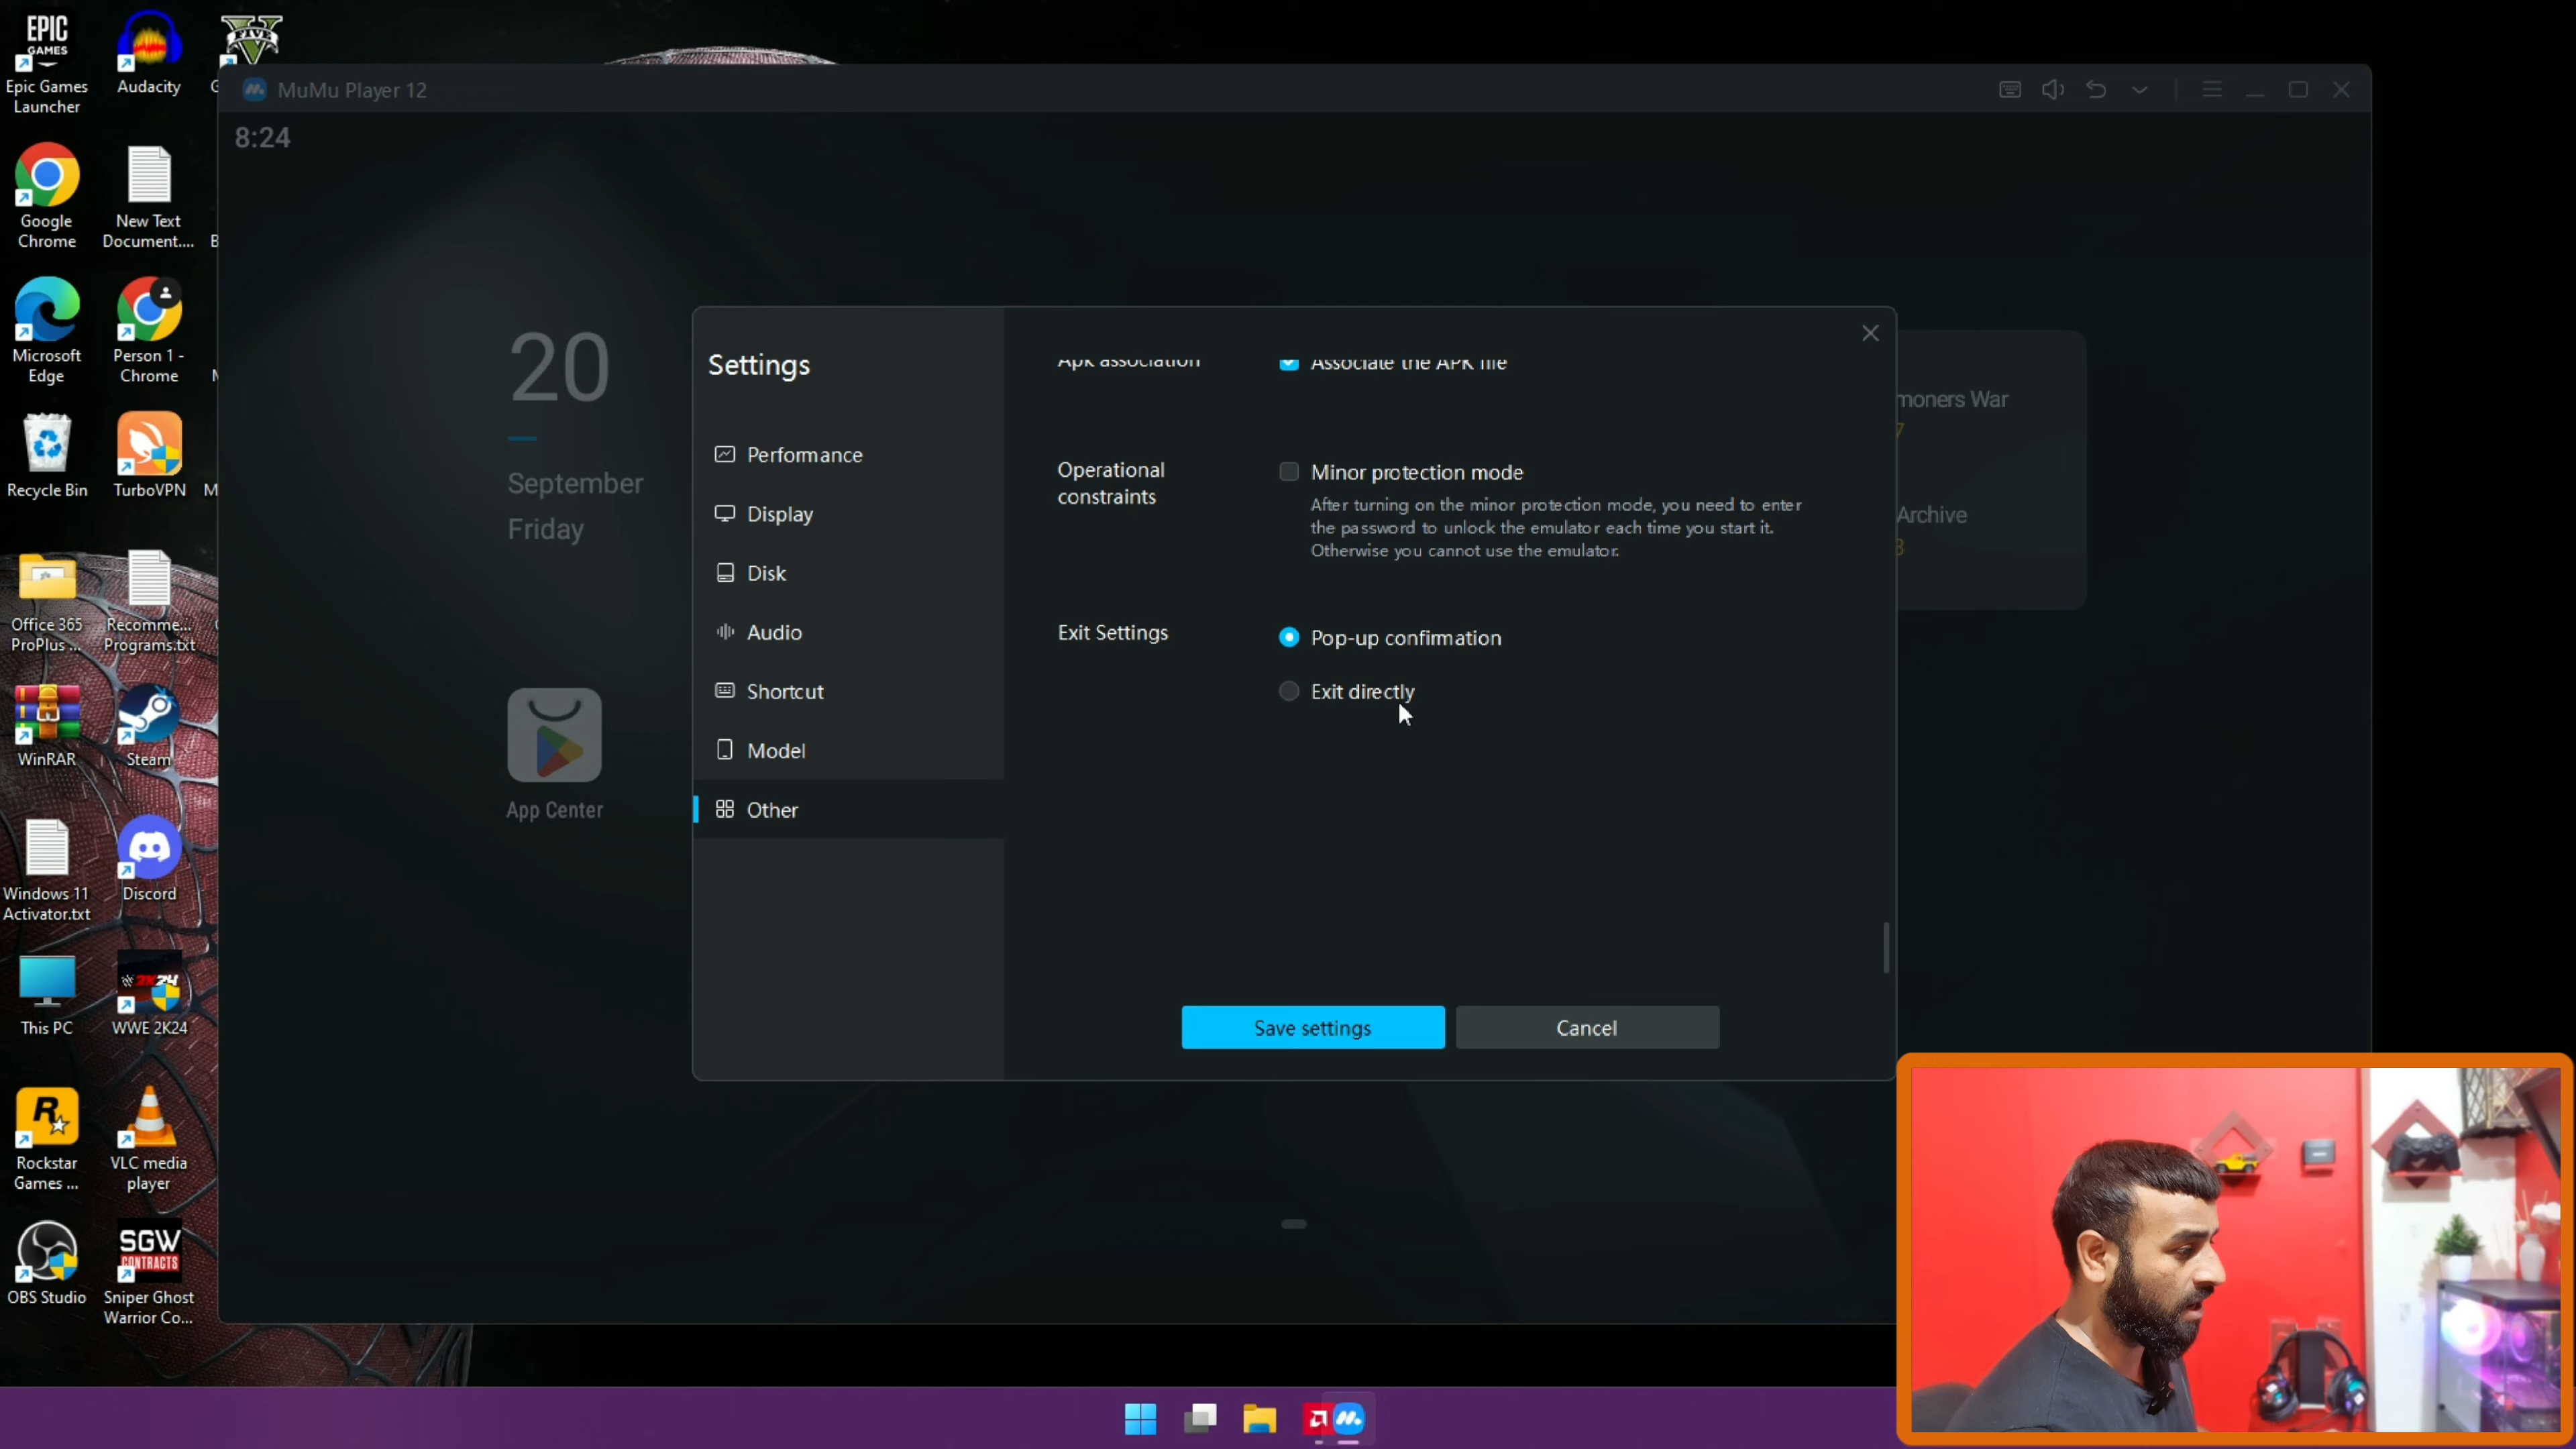 EPIC
GAMES
Epic Games
Launcher
Audacity
V
FIVE
G
MuMu Player 12
8:24
Google
Chrome
New Text
Document....
B
Microsoft
Edge
Person 1 -
Chrome
Recycle Bin
TurboVPN
M
Office 365
ProPlus ...
Recomme...
Programs.txt
WinRAR
Steam
Windows 11
Activator.txt
Discord
This PC
2K24
WWE 2K24
Rockstar
Games ...
VLC media
player
SGW
CONTRACTS
OBS Studio
Sniper Ghost
Warrior Co...
20
September
Friday
App Center
moners War
7
Archive
Settings
Performance
Display
Disk
Audio
Shortcut
Model
Other
Apk association
Associate the APK file
Operational
constraints
Minor protection mode
After turning on the minor protection mode, you need to enter
the password to unlock the emulator each time you start it.
Otherwise you cannot use the emulator.
Exit Settings
Pop-up confirmation
Exit directly
Save settings
Cancel